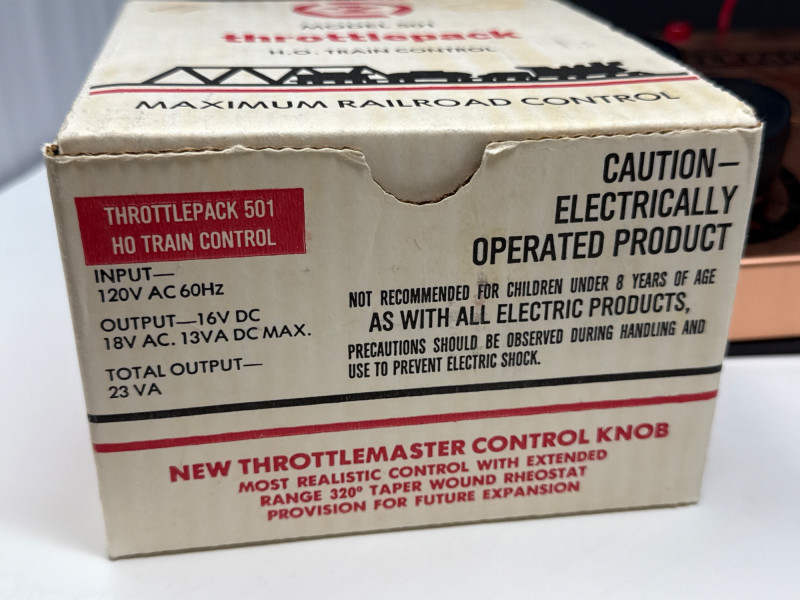 MODEL 501
throttlepack
H.O. TRAIN CONTROL
MAXIMUM RAILROAD CONTROL
THROTTLEPACK 501
HO TRAIN CONTROL
INPUT—
120V AC 60Hz
OUTPUT—16V DC
18V AC. 13VA DC MAX.
TOTAL OUTPUT—
23 VA
CAUTION—
ELECTRICALLY
OPERATED PRODUCT
NOT RECOMMENDED FOR CHILDREN UNDER 8 YEARS OF AGE
AS WITH ALL ELECTRIC PRODUCTS,
PRECAUTIONS SHOULD BE OBSERVED DURING HANDLING AND
USE TO PREVENT ELECTRIC SHOCK.
NEW THROTTLEMASTER CONTROL KNOB
MOST REALISTIC CONTROL WITH EXTENDED
RANGE 320° TAPER WOUND RHEOSTAT
PROVISION FOR FUTURE EXPANSION